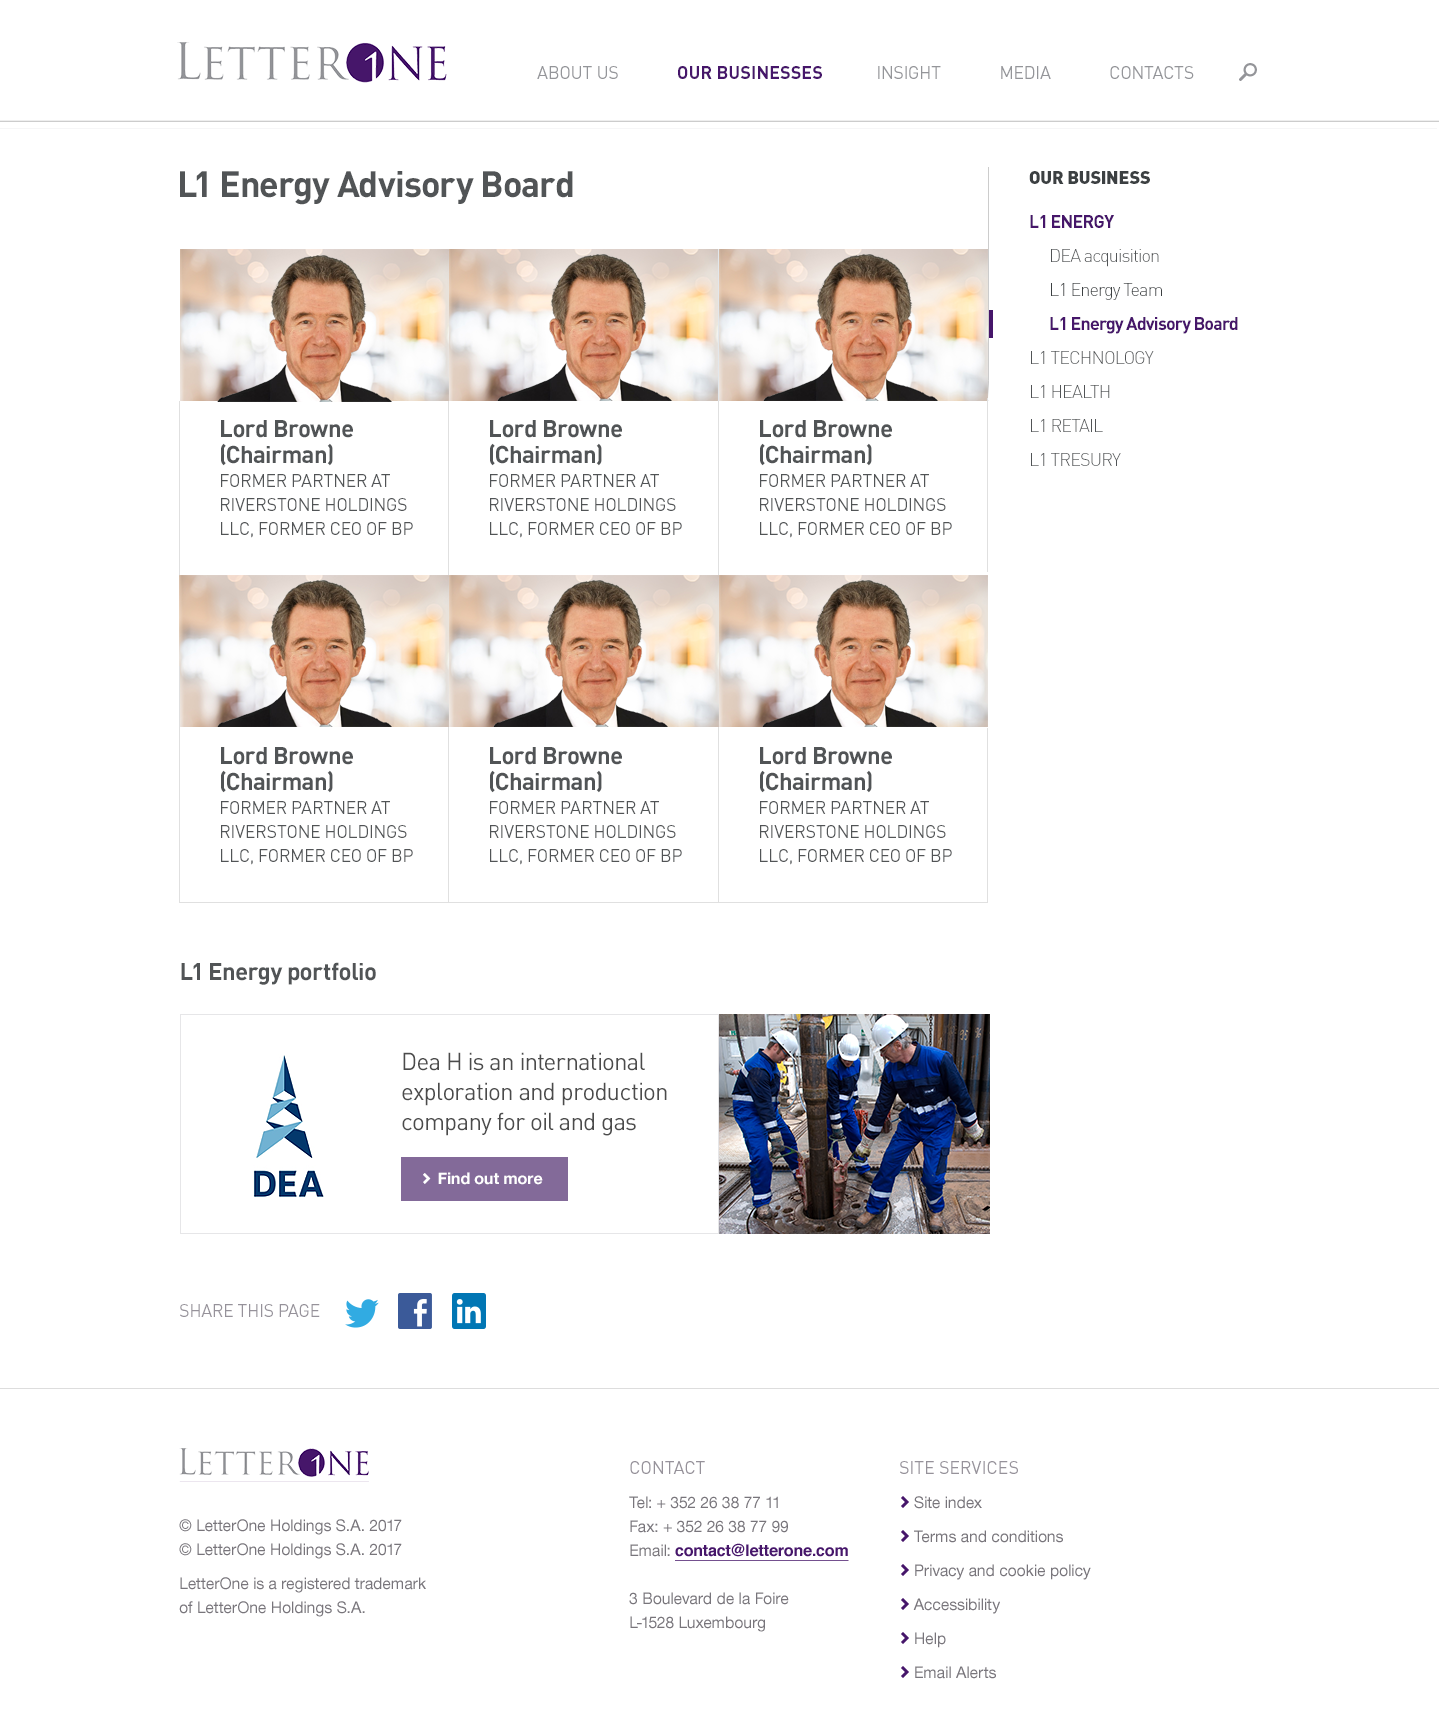 LETTERONE
ABOUT US
OUR BUSINESSES
INSIGHT
MEDIA
CONTACTS
L1 Energy Advisory Board
Lord Browne
(Chairman)
FORMER PARTNER AT
RIVERSTONE HOLDINGS
LLC, FORMER CEO OF BP
Lord Browne
(Chairman)
FORMER PARTNER AT
RIVERSTONE HOLDINGS
LLC, FORMER CEO OF BP
Lord Browne
(Chairman)
FORMER PARTNER AT
RIVERSTONE HOLDINGS
LLC, FORMER CEO OF BP
Lord Browne
(Chairman)
FORMER PARTNER AT
RIVERSTONE HOLDINGS
LLC, FORMER CEO OF BP
Lord Browne
(Chairman)
FORMER PARTNER AT
RIVERSTONE HOLDINGS
LLC, FORMER CEO OF BP
Lord Browne
(Chairman)
FORMER PARTNER AT
RIVERSTONE HOLDINGS
LLC, FORMER CEO OF BP
OUR BUSINESS
L1 ENERGY
DEA acquisition
L1 Energy Team
L1 Energy Advisory Board
L1 TECHNOLOGY
L1 HEALTH
L1 RETAIL
L1 TRESURY
L1 Energy portfolio
DEA
Dea H is an international
exploration and production
company for oil and gas
Find out more
SHARE THIS PAGE
f
in
LETTERONE
© LetterOne Holdings S.A. 2017
© LetterOne Holdings S.A. 2017
LetterOne is a registered trademark
of LetterOne Holdings S.A.
CONTACT
Tel: + 352 26 38 77 11
Fax: + 352 26 38 77 99
Email: contact@letterone.com
3 Boulevard de la Foire
L-1528 Luxembourg
SITE SERVICES
Site index
Terms and conditions
Privacy and cookie policy
Accessibility
Help
Email Alerts